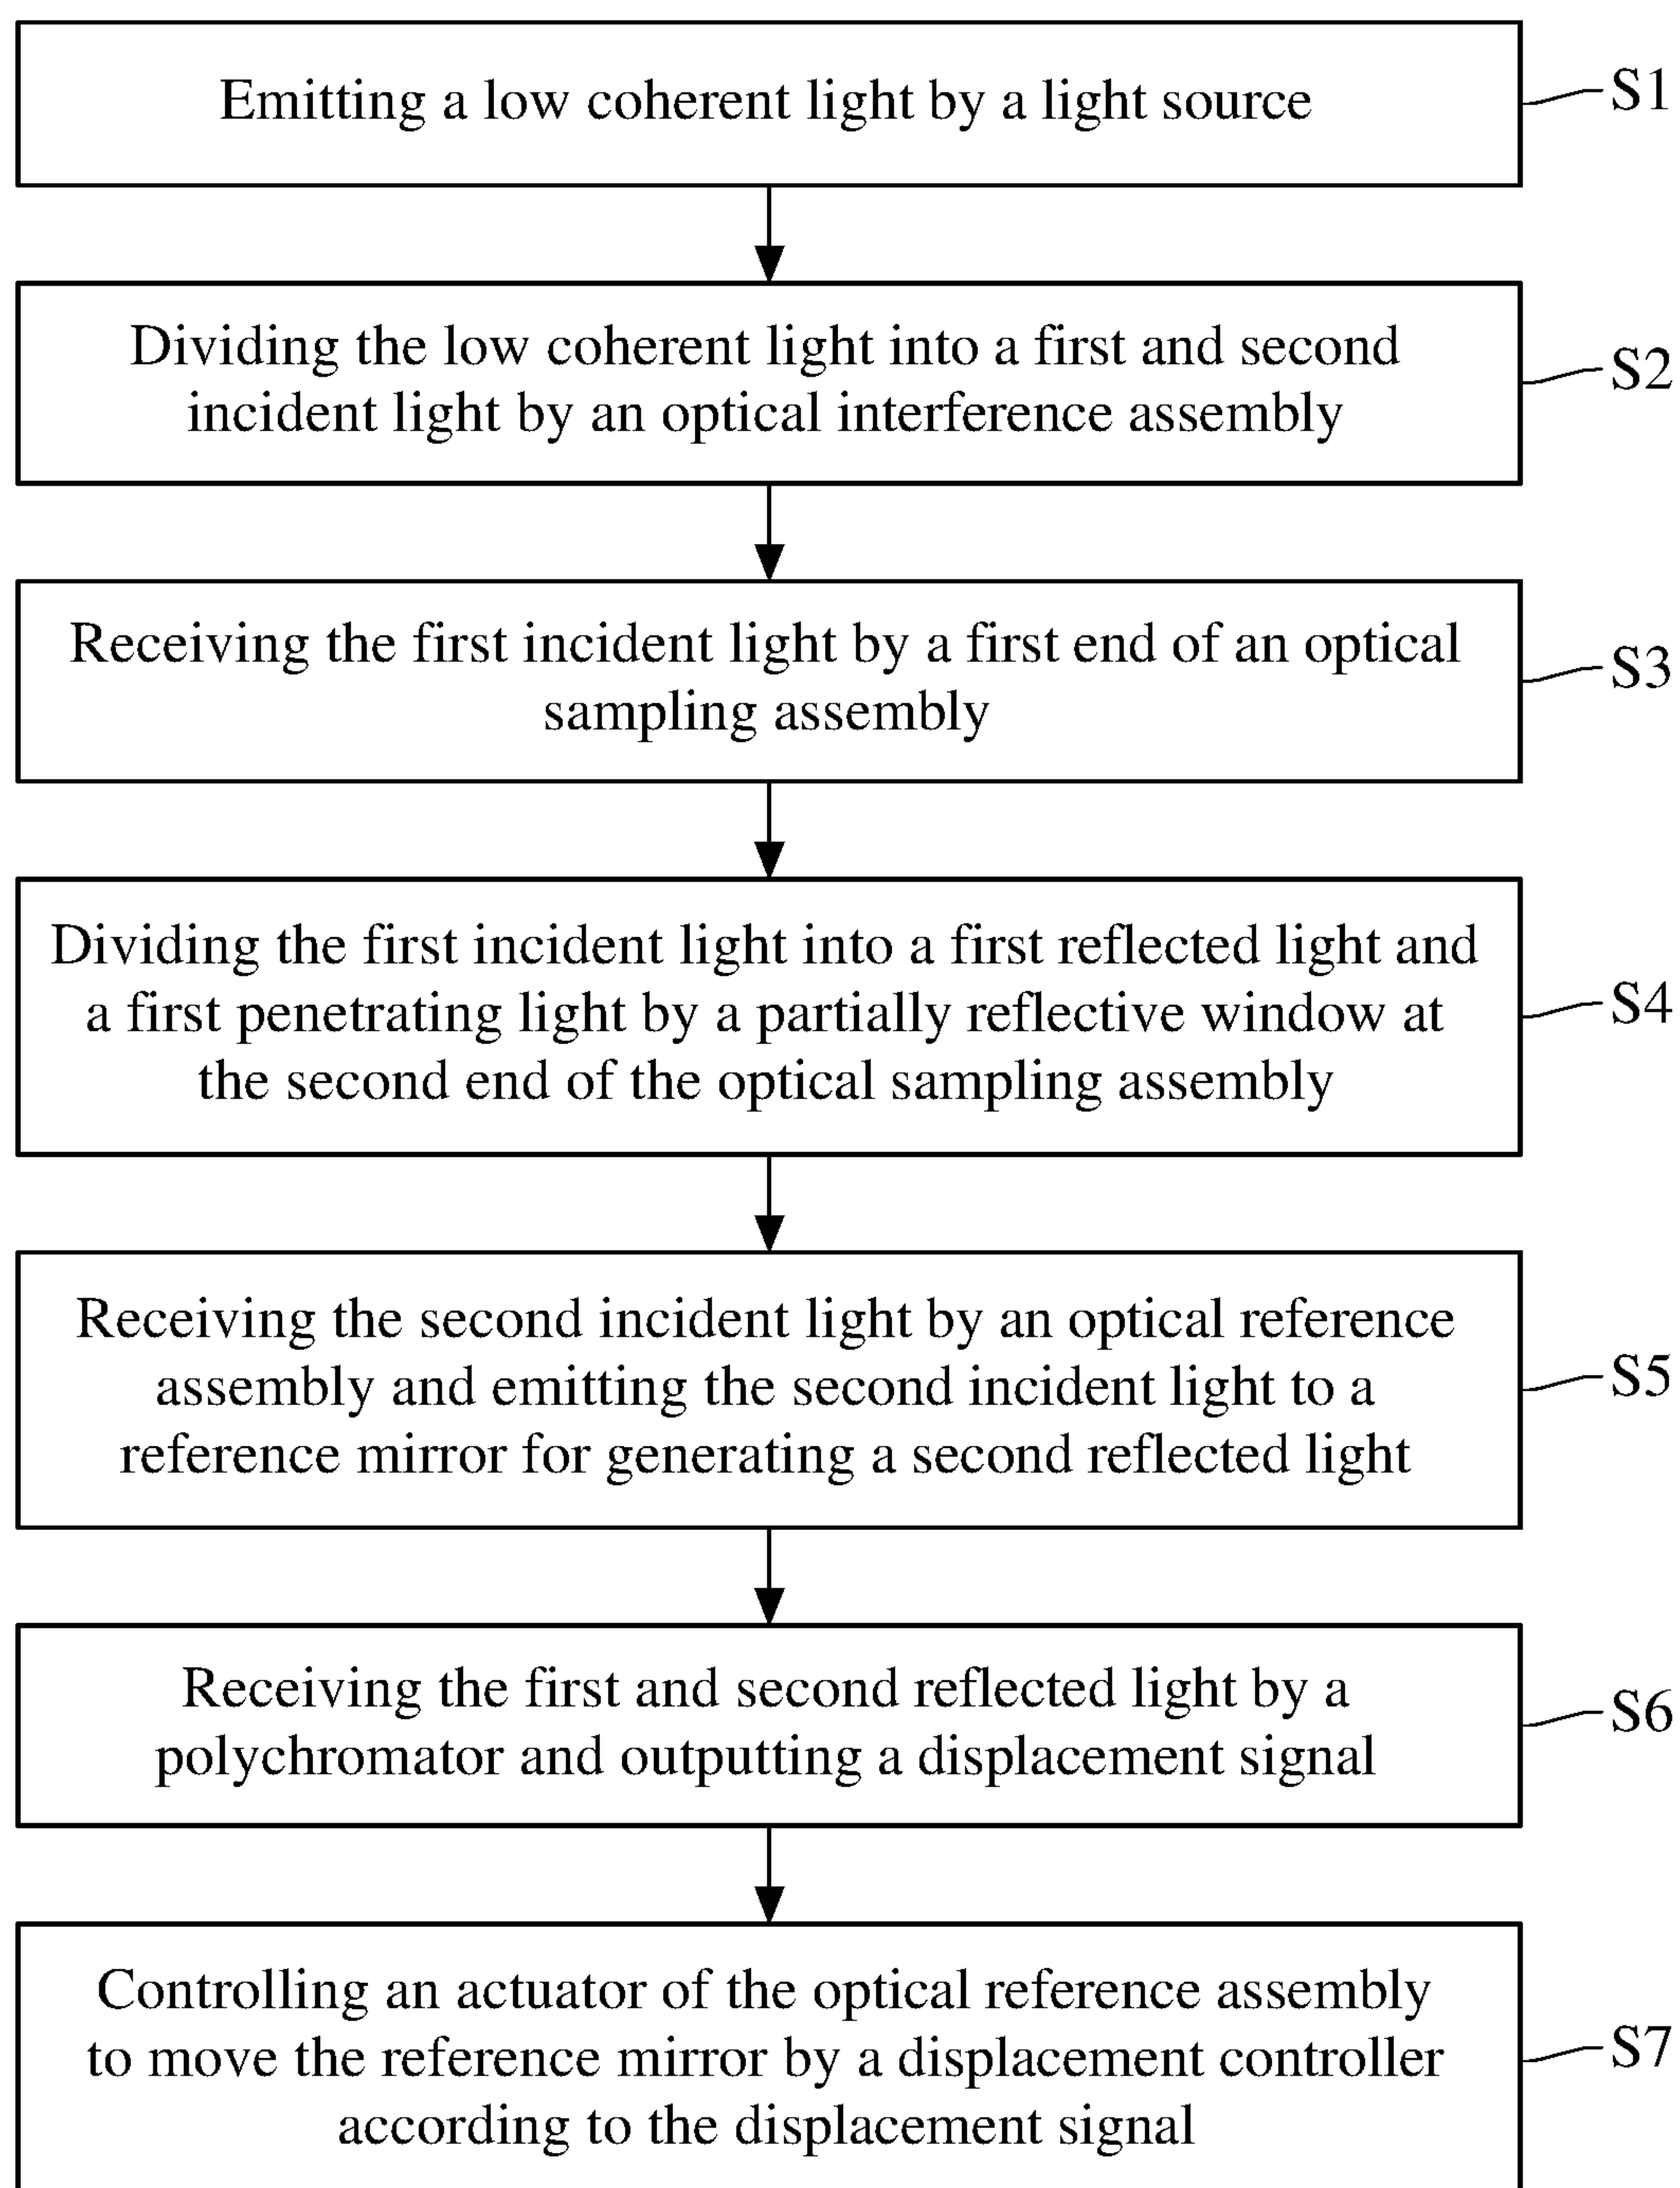 Emitting a low coherent light by a light source
S1
Dividing the low coherent light into a first and second
incident light by an optical interference assembly
S2
Receiving the first incident light by a first end of an optical
sampling assembly
S3
Dividing the first incident light into a first reflected light and
a first penetrating light by a partially reflective window at
the second end of the optical sampling assembly
S4
Receiving the second incident light by an optical reference
assembly and emitting the second incident light to a
reference mirror for generating a second reflected light
S5
Receiving the first and second reflected light by a
polychromator and outputting a displacement signal
S6
Controlling an actuator of the optical reference assembly
to move the reference mirror by a displacement controller
according to the displacement signal
S7